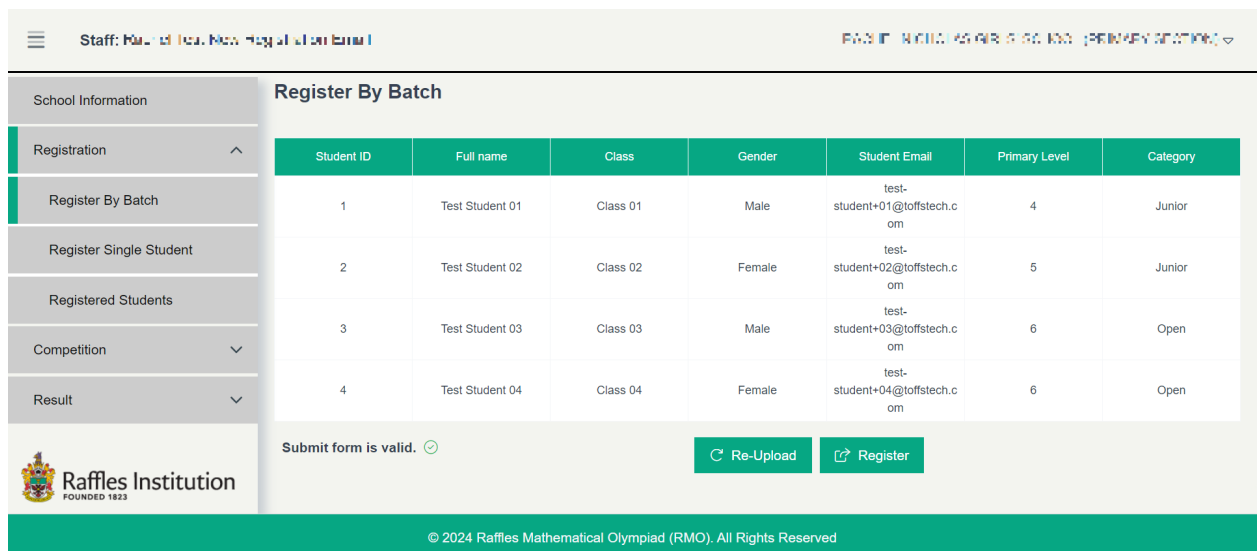 Staff:
School Information
Registration
Register By Batch
Register Single Student
Registered Students
Competition
Result
Raffles Institution
FOUNDED 1823
Register By Batch
Student ID Full name Class Gender Student Email Primary Level Category
test-
1 Test Student 01 Class 01 Male student+01@toffstech.c 4 Junior
om
test-
2 Test Student 02 Class 02 Female student+02@toffstech.c 5 Junior
om
test-
3 Test Student 03 Class 03 Male student+03@toffstech.c 6 Open
om
test-
4 Test Student 04 Class 04 Female student+04@toffstech.c 6 Open
om
Submit form is valid.
Re-Upload Register
© 2024 Raffles Mathematical Olympiad (RMO). All Rights Reserved